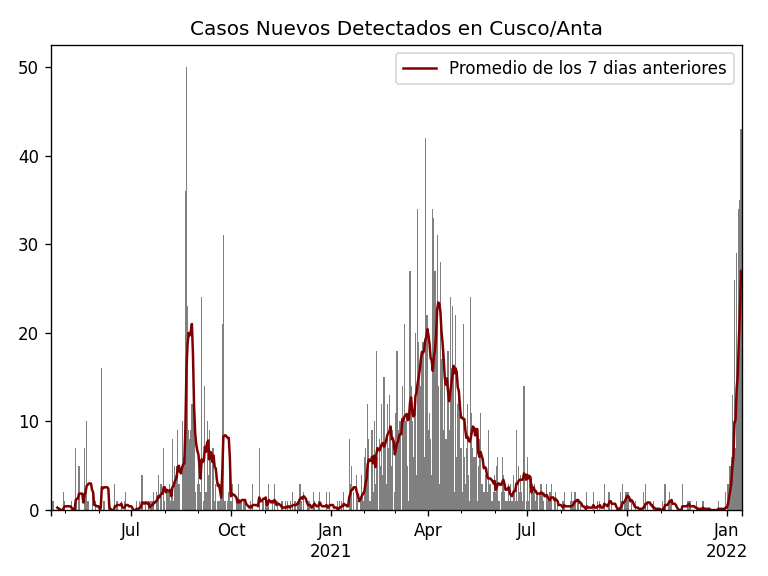 Casos Nuevos Detectados en Cusco/Anta
Promedio de los 7 dias anteriores
50
40
30
20
10
0
Jul
Oct
Jan
2021
Apr
Jul
Oct
Jan
2022